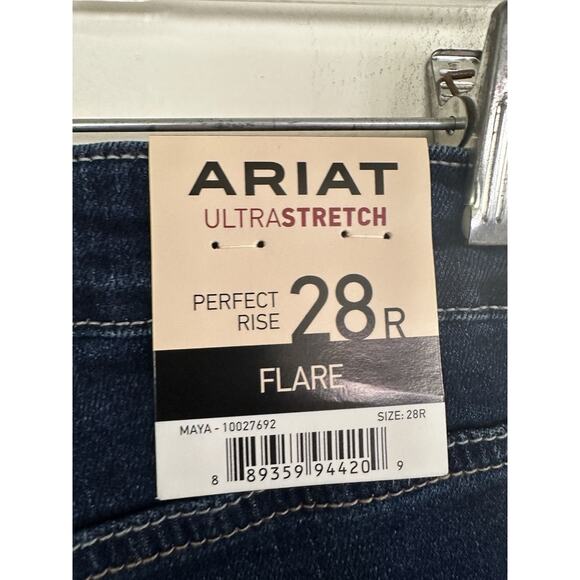 ARIAT
ULTRASTRETCH
PERFECT RISE 28R
FLARE
MAYA - 10027692 SIZE: 28R
8 89359 94420 9